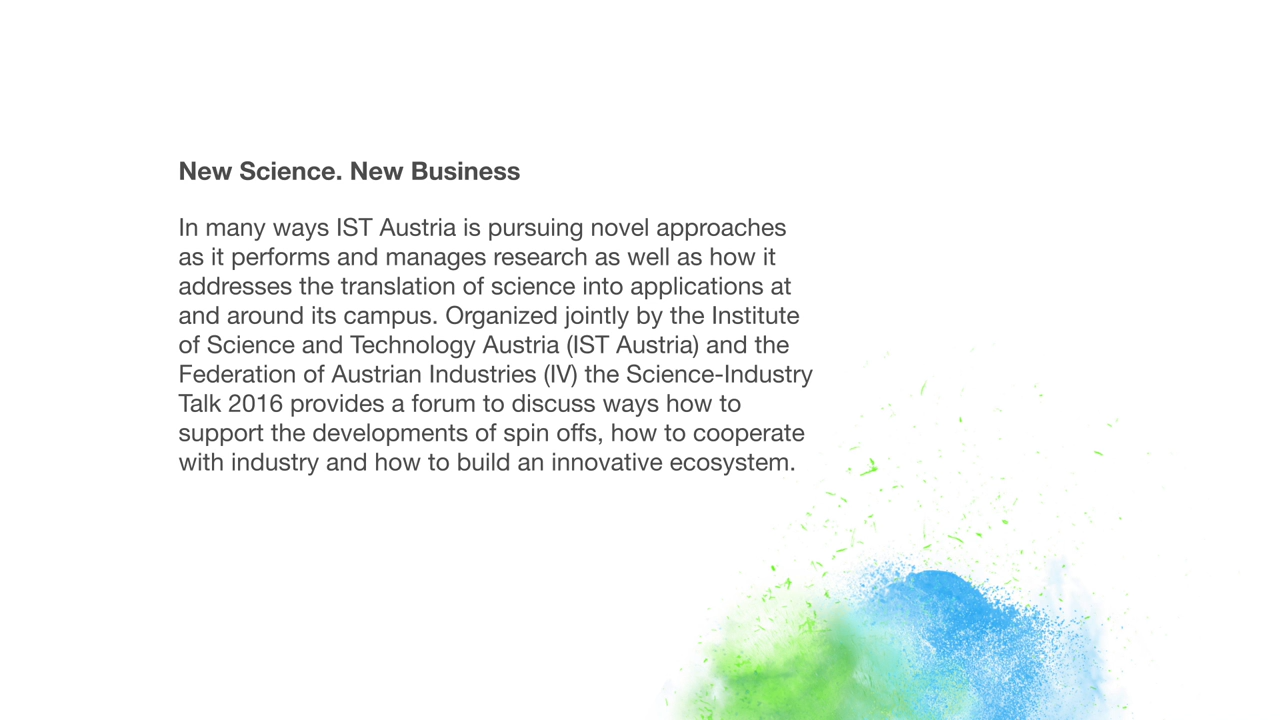 New Science. New Business
In many ways IST Austria is pursuing novel approaches
as it performs and manages research as well as how it
addresses the translation of science into applications at
and around its campus. Organized jointly by the Institute
of Science and Technology Austria (IST Austria) and the
Federation of Austrian Industries (IV) the Science-Industry
Talk 2016 provides a forum to discuss ways how to
support the developments of spin offs, how to cooperate
with industry and how to build an innovative ecosystem.